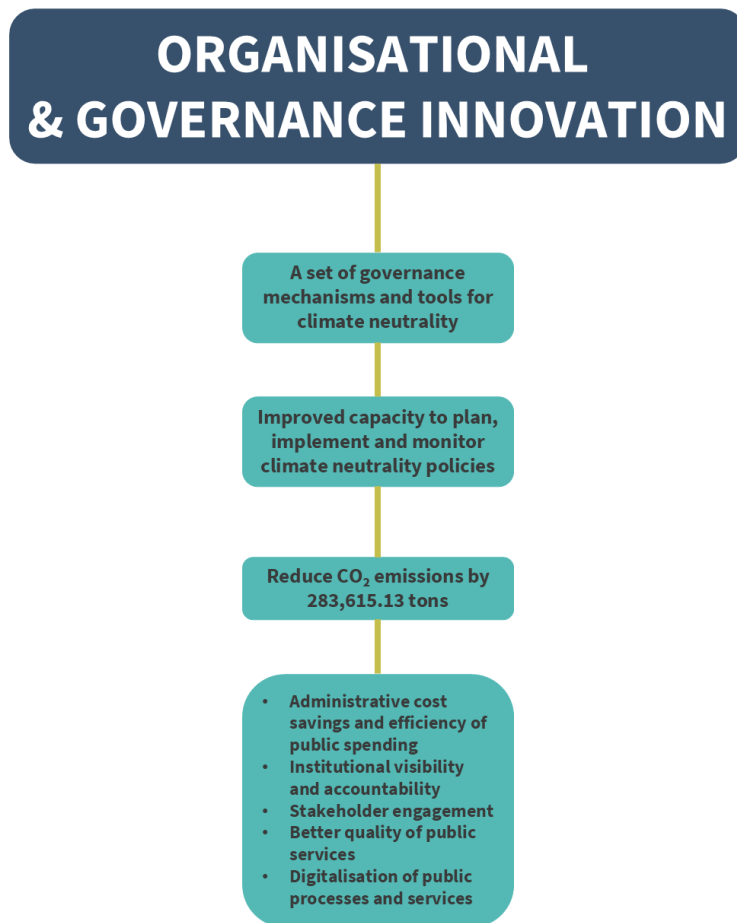 ORGANISATIONAL
& GOVERNANCE INNOVATION
A set of governance
mechanisms and tools for
climate neutrality
Improved capacity to plan,
implement and monitor
climate neutrality policies
Reduce CO₂ emissions by
283,615.13 tons
• Administrative cost
savings and efficiency of
public spending
• Institutional visibility
and accountability
• Stakeholder engagement
• Better quality of public
services
• Digitalisation of public
processes and services